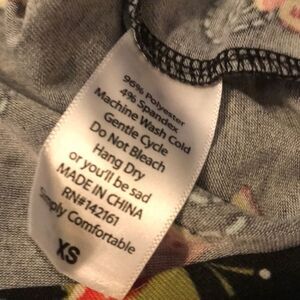 96% Polyester
4% Spandex
Machine Wash Cold
Gentle Cycle
Do Not Bleach
Hang Dry
or you'll be sad
MADE IN CHINA
RN#142161
Simply Comfortable
XS